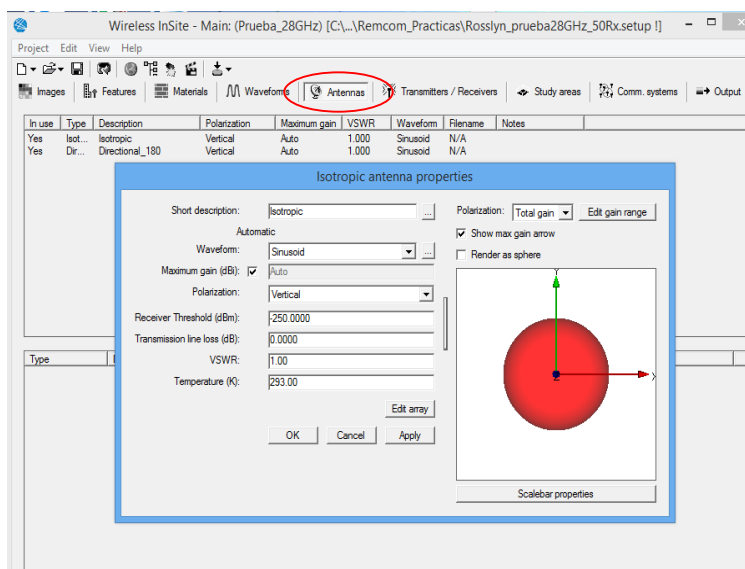 Wireless InSite - Main: (Prueba_28GHz) [C:\...\Remcom_Practicas\Rosslyn_prueba28GHz_50Rx.setup !]
Project Edit View Help
Images Features Materials Waveforms Antennas Transmitters / Receivers Study areas Comm. systems Output
In use Type Description Polarization Maximum gain VSWR Waveform Filename Notes
Yes Isot... Isotropic Vertical Auto 1.000 Sinusoid N/A
Yes Dir... Directional_180 Vertical Auto 1.000 Sinusoid N/A
Isotropic antenna properties
Short description: Isotropic ...
Automatic
Waveform: Sinusoid ...
Maximum gain (dBi): Auto
Polarization: Vertical
Receiver Threshold (dBm): -250.0000
Transmission line loss (dB): 0.0000
VSWR: 1.00
Temperature (K): 293.00
Edit array
OK Cancel Apply
Polarization: Total gain Edit gain range
Show max gain arrow
Render as sphere
Y
Z X
Scalebar properties
Type